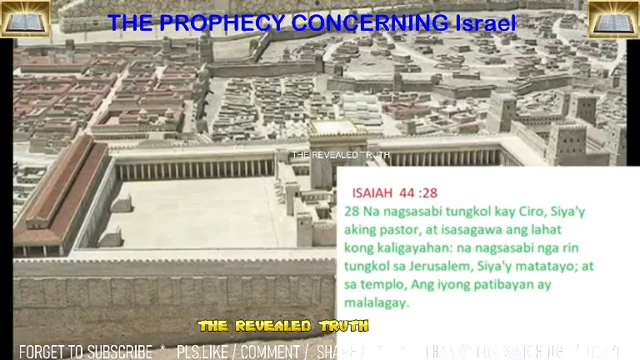 THE PROPHECY CONCERNING Israel
THE REVEALED TRUTH
ISAIAH 44 :28
28 Na nagsasabi tungkol kay Ciro, Siya'y
aking pastor, at isasagawa ang lahat
kong kaligayahan: na nagsasabi nga rin
tungkol sa Jerusalem, Siya'y matatayo; at
sa templo, Ang iyong patibayan ay
malalagay.
THE REVEALED TRUTH
FORGET TO SUBSCRIBE * PLS.LIKE / COMMENT /